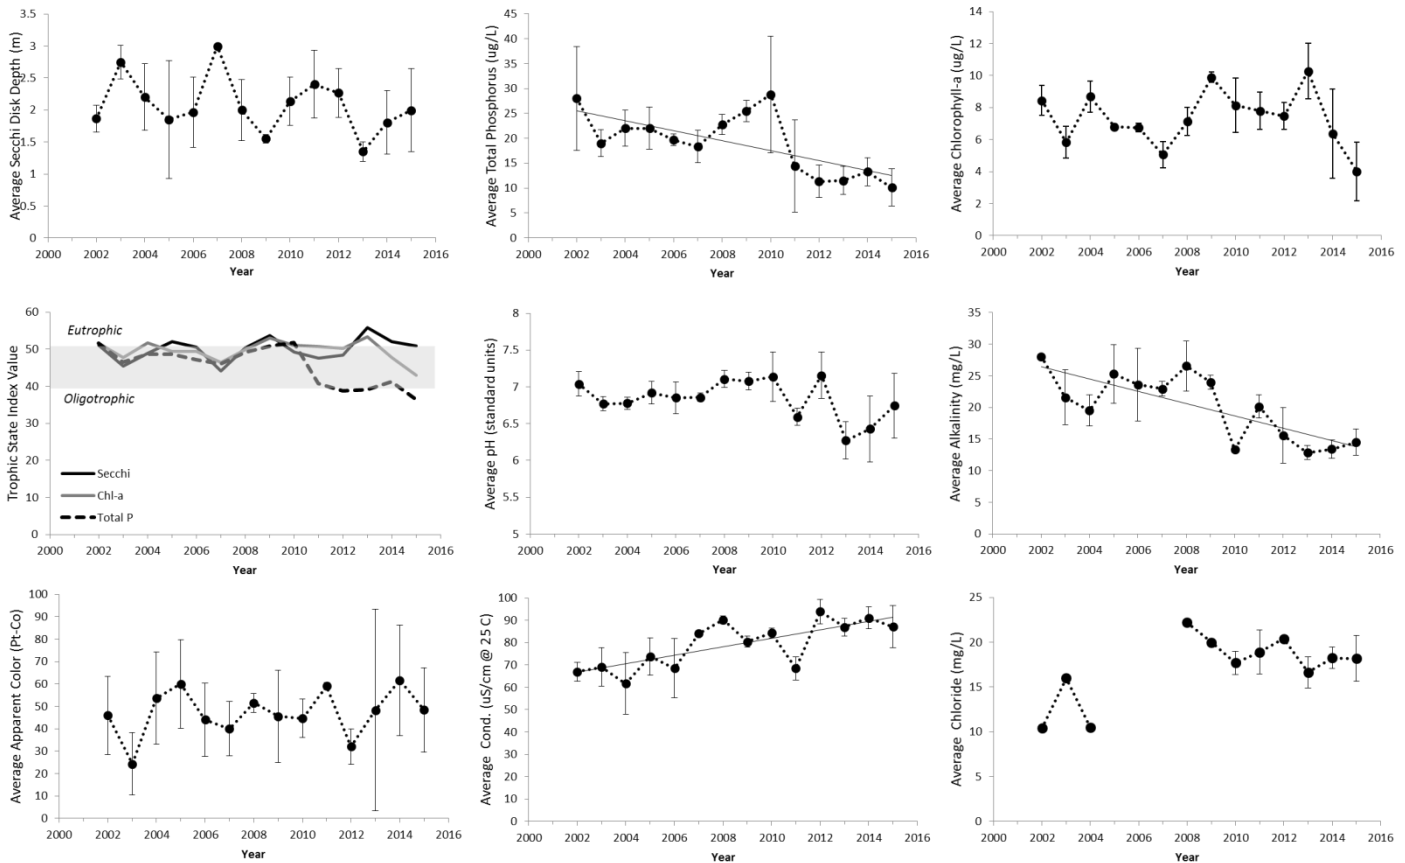 Average Secchi Disk Depth (m)
3.5
3
2.5
2
1.5
1
0.5
0
2000 2002 2004 2006 2008 2010 2012 2014 2016
Year
Average Total Phosphorus (ug/L)
45
40
35
30
25
20
15
10
5
0
2000 2002 2004 2006 2008 2010 2012 2014 2016
Year
Average Chlorophyll-a (ug/L)
14
12
10
8
6
4
2
0
2000 2002 2004 2006 2008 2010 2012 2014 2016
Year
Trophic State Index Value
60
50
40
30
20
10
0
Eutrophic
Oligotrophic
Secchi
Chl-a
Total P
2000 2002 2004 2006 2008 2010 2012 2014 2016
Year
Average pH (standard units)
8
7.5
7
6.5
6
5.5
5
2000 2002 2004 2006 2008 2010 2012 2014 2016
Year
Average Alkalinity (mg/L)
35
30
25
20
15
10
5
0
2000 2002 2004 2006 2008 2010 2012 2014 2016
Year
Average Apparent Color (Pt-Co)
100
90
80
70
60
50
40
30
20
10
0
2000 2002 2004 2006 2008 2010 2012 2014 2016
Year
Average Cond. (uS/cm @ 25 C)
100
90
80
70
60
50
40
30
20
10
0
2000 2002 2004 2006 2008 2010 2012 2014 2016
Year
Average Chloride (mg/L)
25
20
15
10
5
0
2000 2002 2004 2006 2008 2010 2012 2014 2016
Year